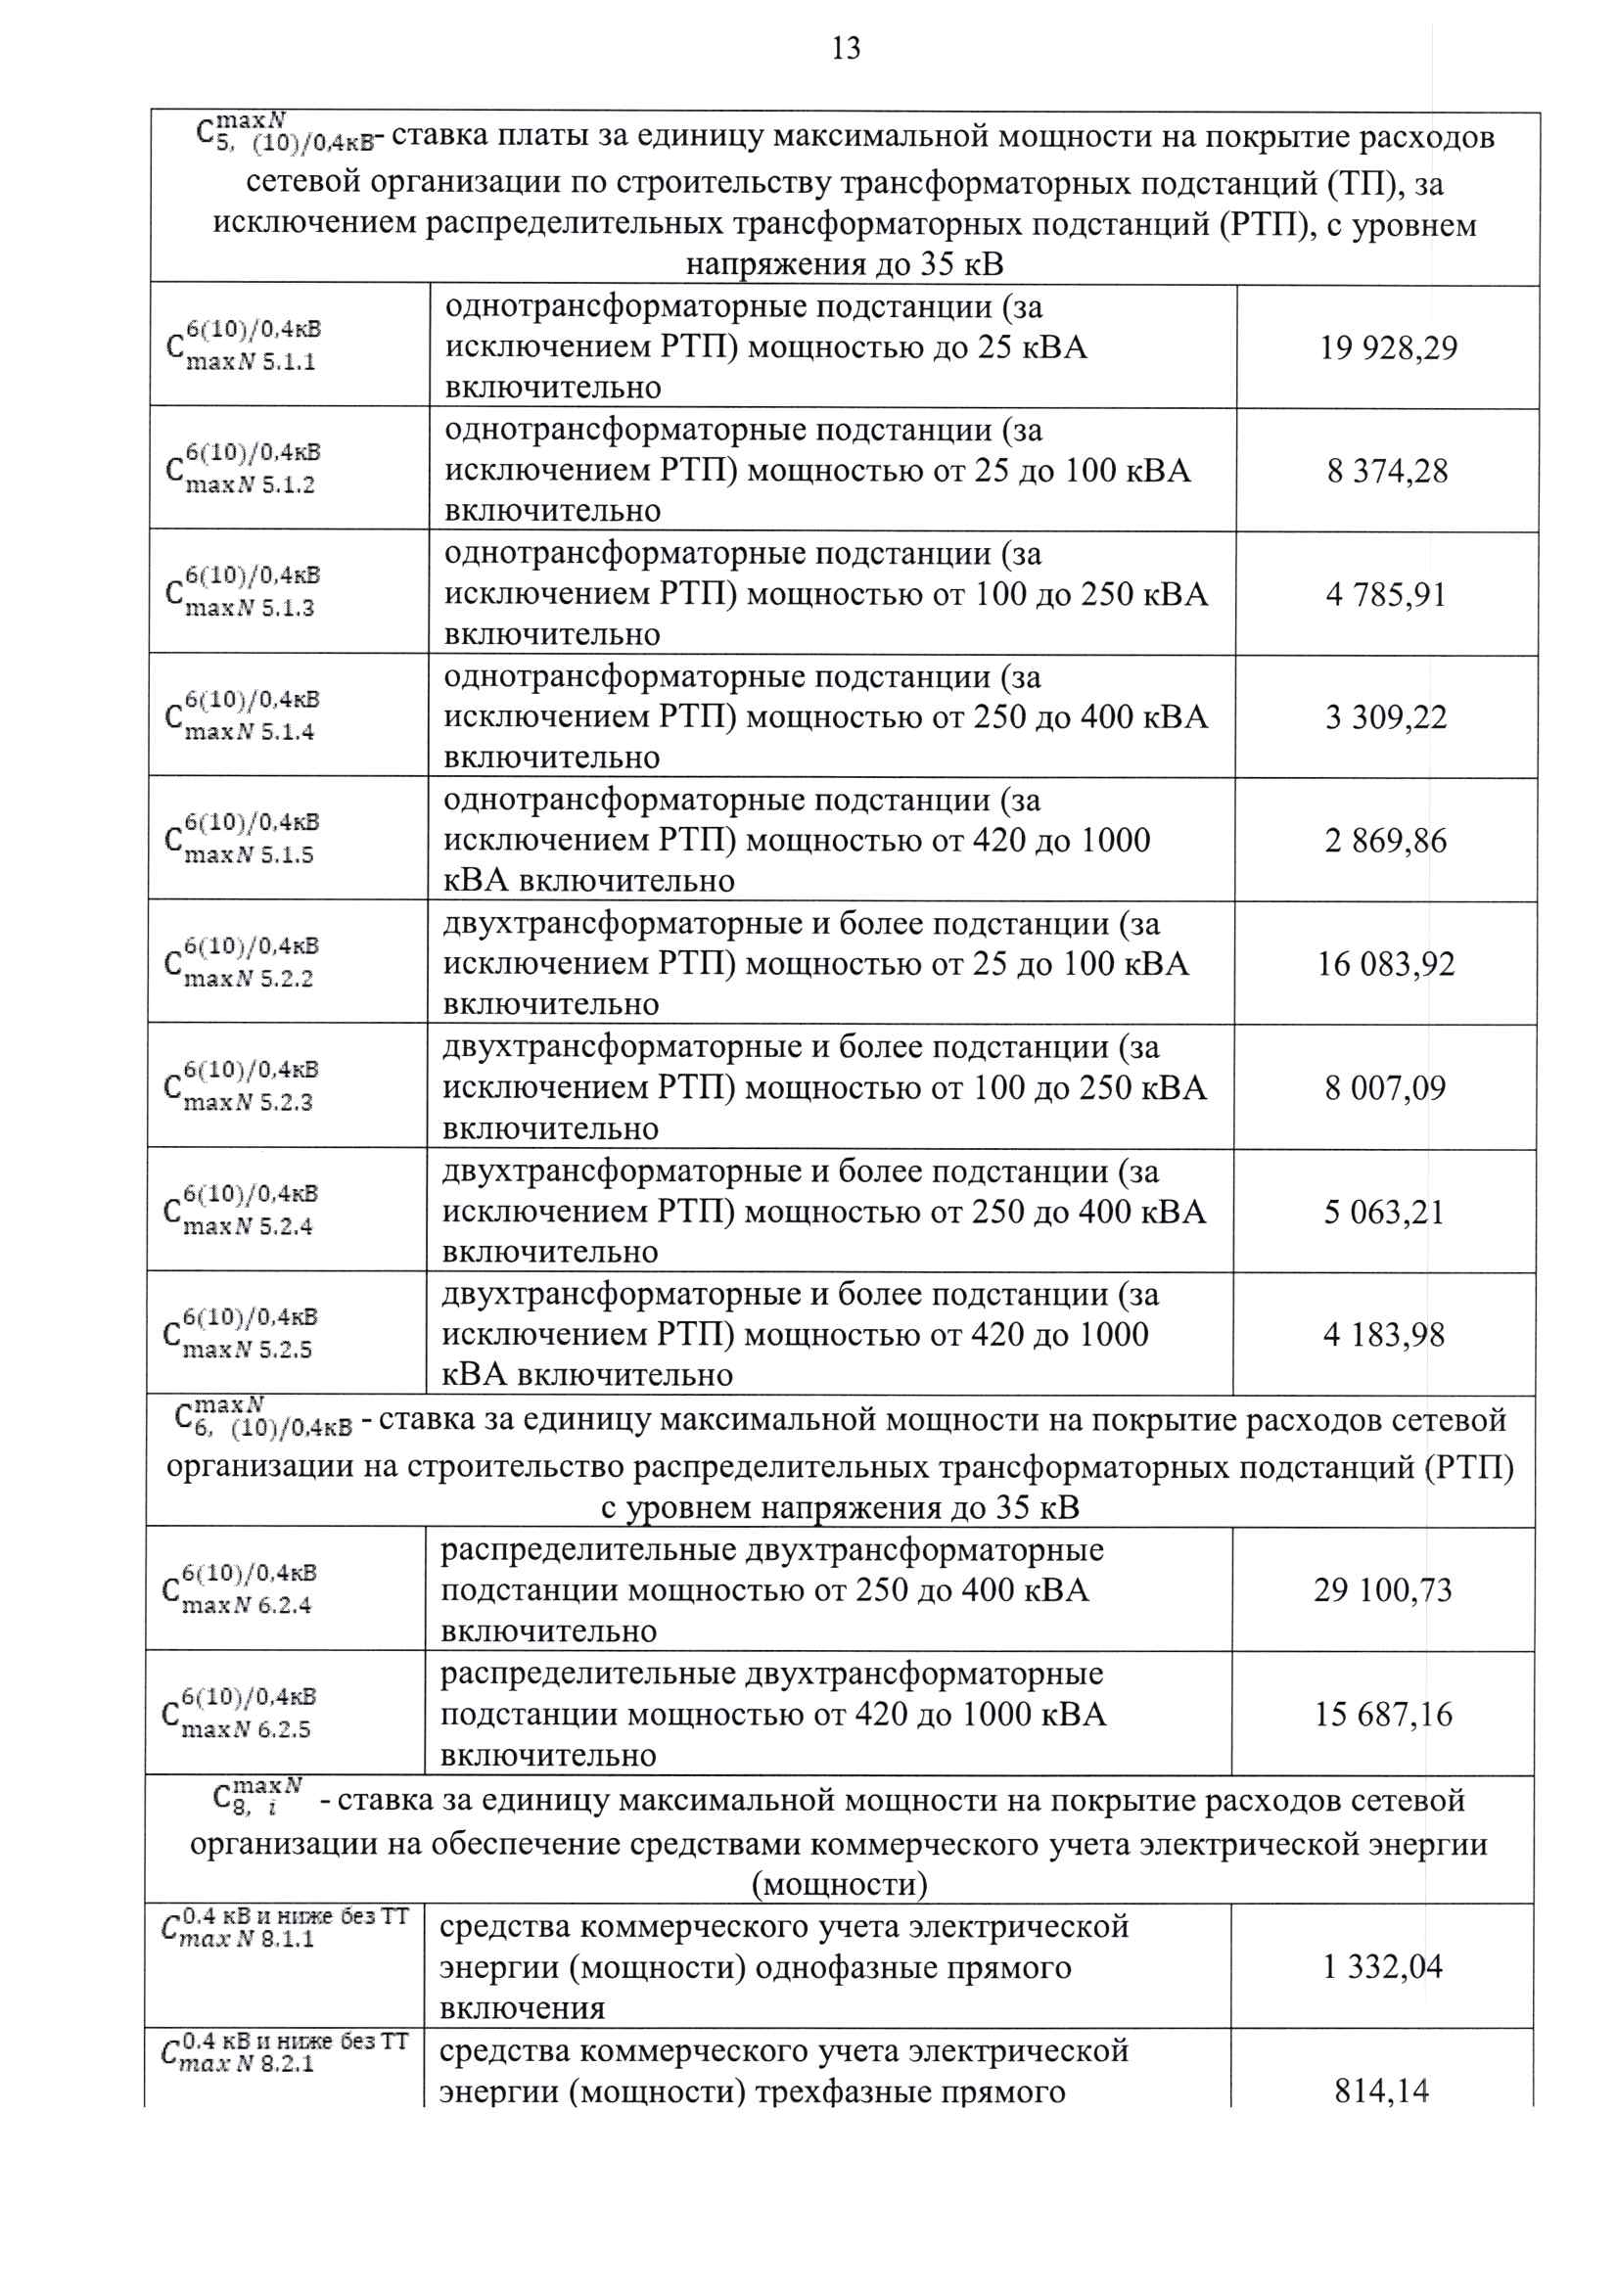 13
C maxN 5, (10)/0,4кВ - ставка платы за единицу максимальной мощности на покрытие расходов
сетевой организации по строительству трансформаторных подстанций (ТП), за
исключением распределительных трансформаторных подстанций (РТП), с уровнем
напряжения до 35 кВ
C 6(10)/0,4кВ maxN 5.1.1
однотрансформаторные подстанции (за
исключением РТП) мощностью до 25 кВА
включительно
19 928,29
C 6(10)/0,4кВ maxN 5.1.2
однотрансформаторные подстанции (за
исключением РТП) мощностью от 25 до 100 кВА
включительно
8 374,28
C 6(10)/0,4кВ maxN 5.1.3
однотрансформаторные подстанции (за
исключением РТП) мощностью от 100 до 250 кВА
включительно
4 785,91
C 6(10)/0,4кВ maxN 5.1.4
однотрансформаторные подстанции (за
исключением РТП) мощностью от 250 до 400 кВА
включительно
3 309,22
C 6(10)/0,4кВ maxN 5.1.5
однотрансформаторные подстанции (за
исключением РТП) мощностью от 420 до 1000
кВА включительно
2 869,86
C 6(10)/0,4кВ maxN 5.2.2
двухтрансформаторные и более подстанции (за
исключением РТП) мощностью от 25 до 100 кВА
включительно
16 083,92
C 6(10)/0,4кВ maxN 5.2.3
двухтрансформаторные и более подстанции (за
исключением РТП) мощностью от 100 до 250 кВА
включительно
8 007,09
C 6(10)/0,4кВ maxN 5.2.4
двухтрансформаторные и более подстанции (за
исключением РТП) мощностью от 250 до 400 кВА
включительно
5 063,21
C 6(10)/0,4кВ maxN 5.2.5
двухтрансформаторные и более подстанции (за
исключением РТП) мощностью от 420 до 1000
кВА включительно
4 183,98
C maxN 6, (10)/0,4кВ - ставка за единицу максимальной мощности на покрытие расходов сетевой
организации на строительство распределительных трансформаторных подстанций (РТП)
с уровнем напряжения до 35 кВ
C 6(10)/0,4кВ maxN 6.2.4
распределительные двухтрансформаторные
подстанции мощностью от 250 до 400 кВА
включительно
29 100,73
C 6(10)/0,4кВ maxN 6.2.5
распределительные двухтрансформаторные
подстанции мощностью от 420 до 1000 кВА
включительно
15 687,16
C maxN 8, i - ставка за единицу максимальной мощности на покрытие расходов сетевой
организации на обеспечение средствами коммерческого учета электрической энергии
(мощности)
C 0.4 кВ и ниже без ТТ max N 8.1.1
средства коммерческого учета электрической
энергии (мощности) однофазные прямого
включения
1 332,04
C 0.4 кВ и ниже без ТТ max N 8.2.1
средства коммерческого учета электрической
энергии (мощности) трехфазные прямого
814,14